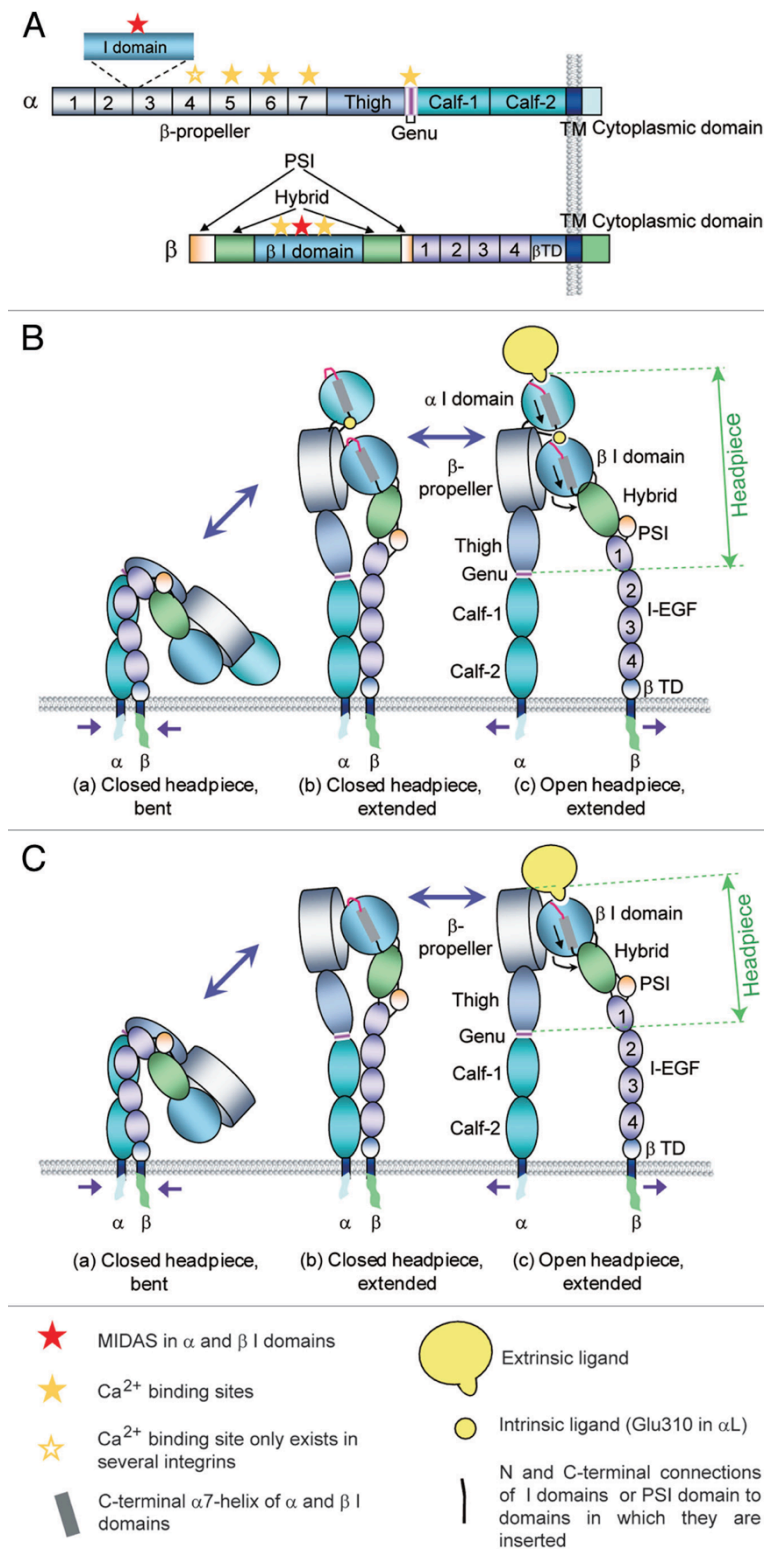 A
I domain
α
1 2 3 4 5 6 7 Thigh Calf-1 Calf-2
β-propeller
Genu
TM Cytoplasmic domain
PSI
Hybrid
TM Cytoplasmic domain
β
β I domain
1 2 3 4 βTD
B
α I domain
β-
propeller
β I domain
Hybrid
PSI
Headpiece
Thigh
Genu
Calf-1
Calf-2
1
2
3
4
I-EGF
β TD
α β
α β
α β
(a) Closed headpiece,
bent
(b) Closed headpiece,
extended
(c) Open headpiece,
extended
C
β-
propeller
β I domain
Hybrid
PSI
Headpiece
Thigh
Genu
Calf-1
Calf-2
1
2
3
4
I-EGF
β TD
α β
α β
α β
(a) Closed headpiece,
bent
(b) Closed headpiece,
extended
(c) Open headpiece,
extended
MIDAS in α and β I domains
Ca2+ binding sites
Ca2+ binding site only exists in
several integrins
C-terminal α7-helix of α and β I
domains
Extrinsic ligand
Intrinsic ligand (Glu310 in αL)
N and C-terminal connections
of I domains or PSI domain to
domains in which they are
inserted